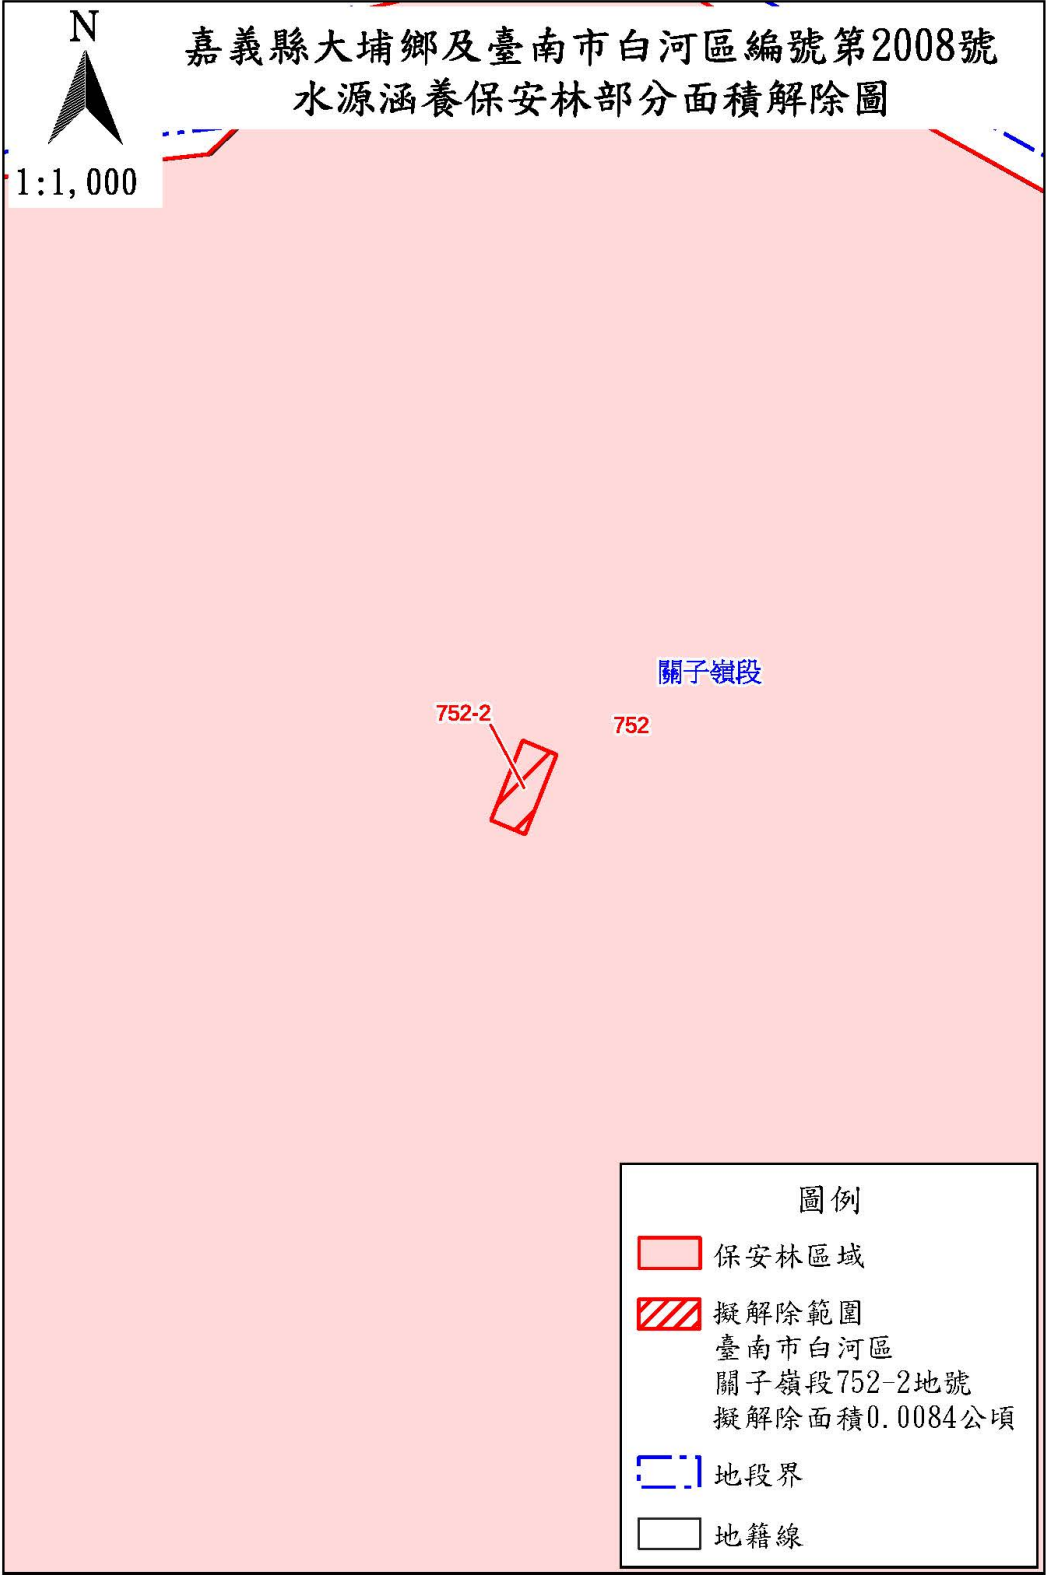 N
嘉義縣大埔鄉及臺南市白河區編號第2008號
水源涵養保安林部分面積解除圖
1:1,000
關子嶺段
752-2
752
圖例
保安林區域
擬解除範圍
臺南市白河區
關子嶺段752-2地號
擬解除面積0.0084公頃
地段界
地籍線